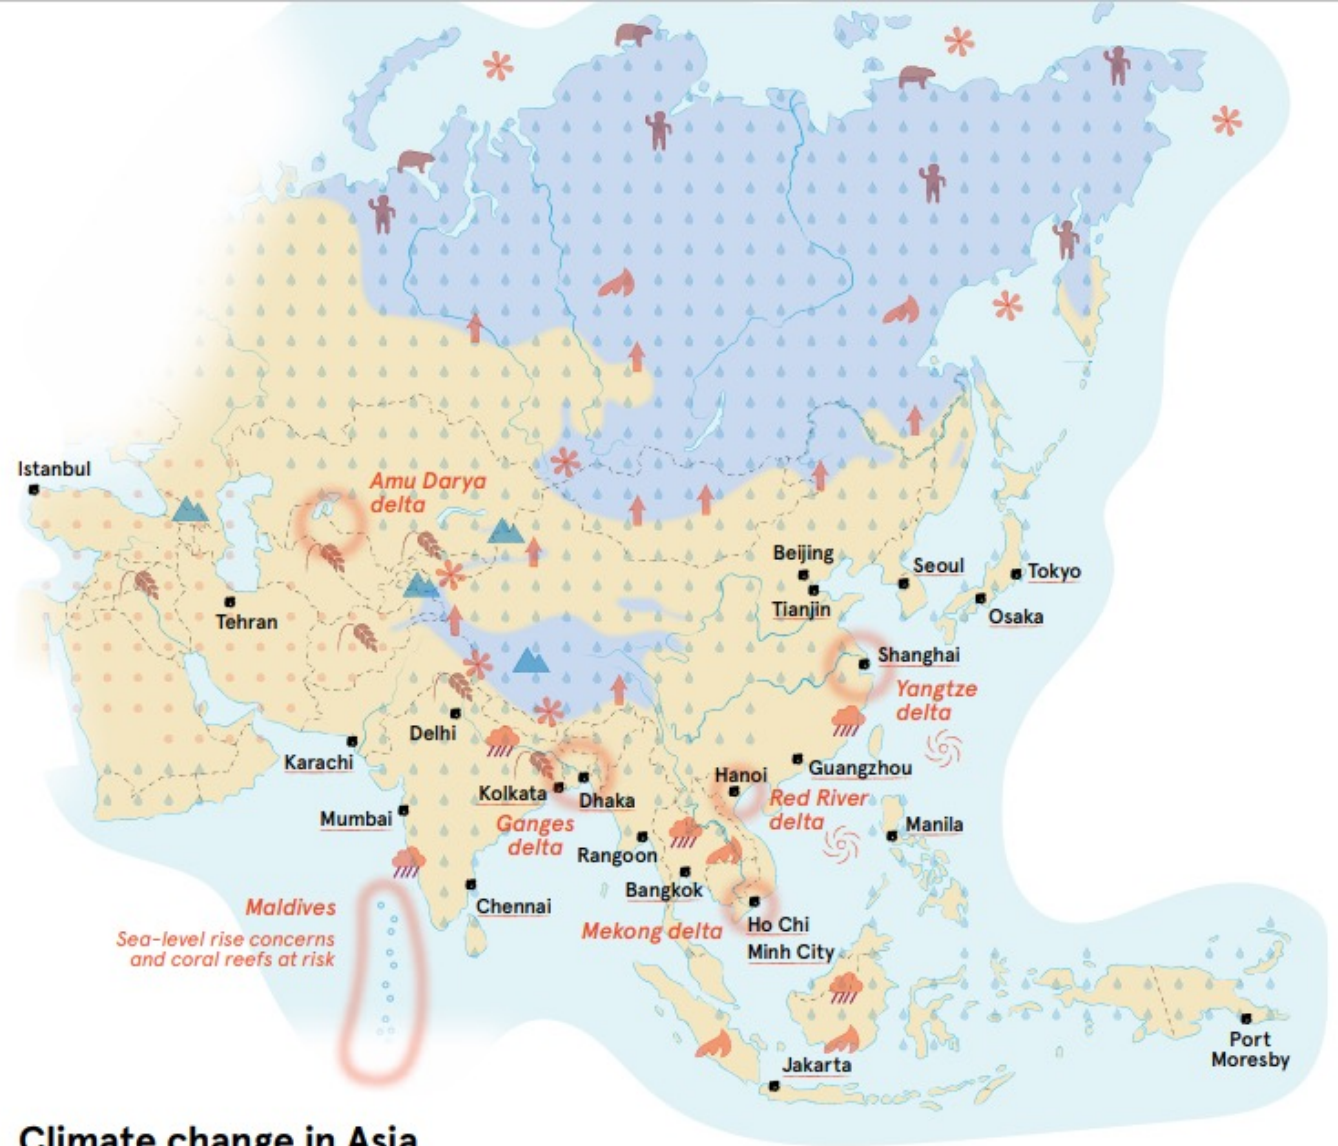 Istanbul
Amu Darya
delta
Beijing
Tianjin
Seoul
Tokyo
Osaka
Tehran
Shanghai
Yangtze
delta
Delhi
Karachi
Guangzhou
Hanoi
Kolkata
Dhaka
Red River
delta
Mumbai
Ganges
delta
Manila
Rangoon
Bangkok
Chennai
Maldives
Sea-level rise concerns
and coral reefs at risk
Mekong delta
Ho Chi
Minh City
Port
Moresby
Jakarta
Climate change in Asia